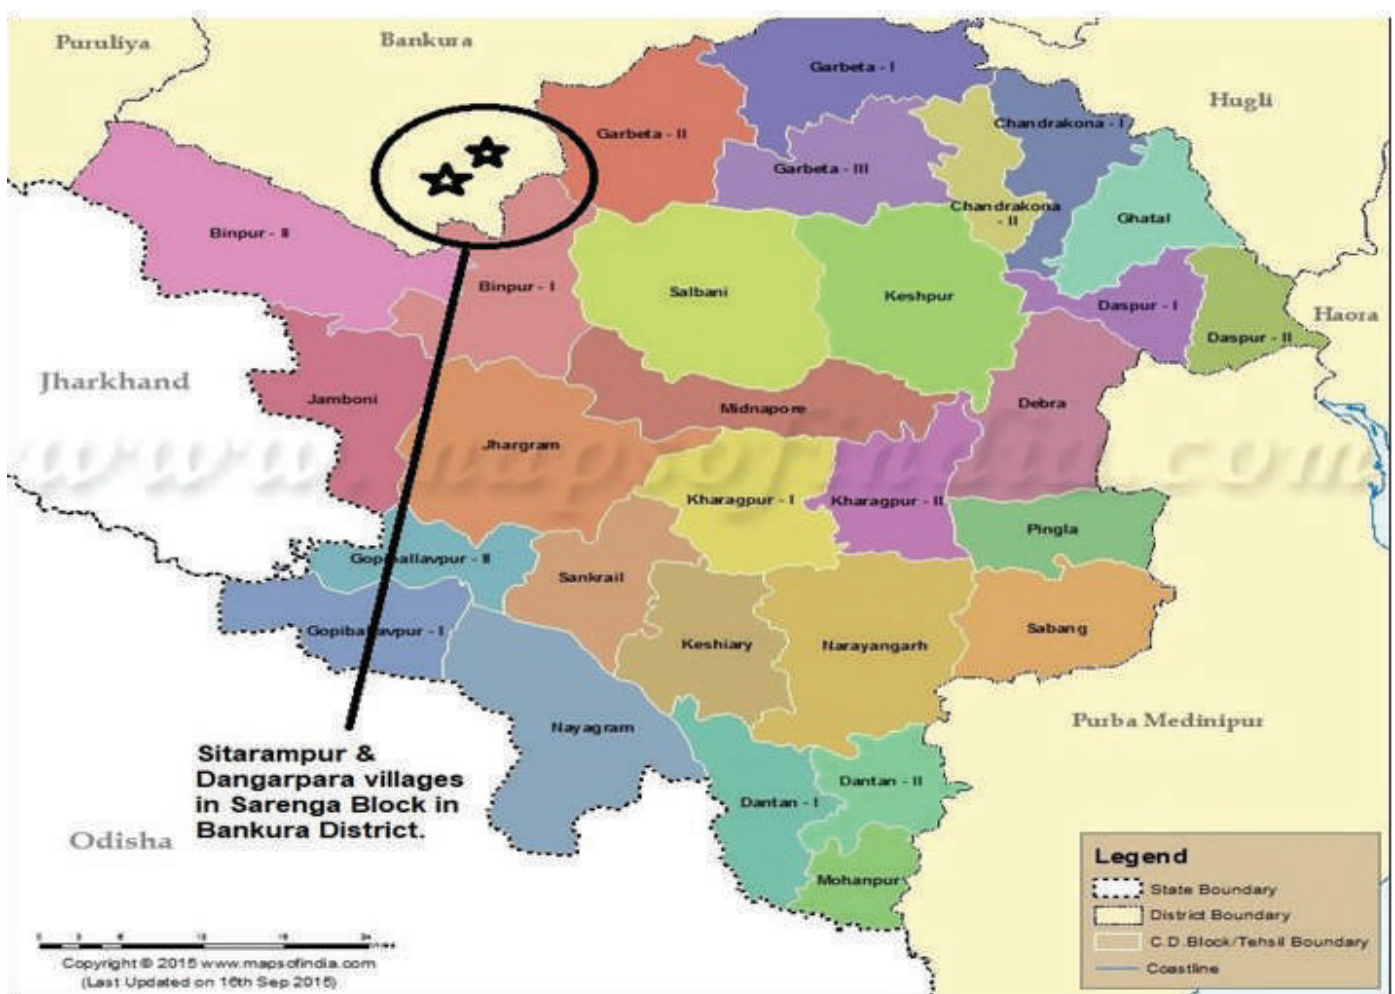 Puruliya
Bankura
Hugli
Garbeta - I
Garbeta - II
Garbeta - III
Chandrakona - I
Chandrakona
- II
Ghatal
Binpur - II
Binpur - I
Salbani
Keshpur
Daspur - I
Daspur - II
Haora
Jharkhand
Jamboni
Midnapore
Debra
Jhargram
www.mapsofindia.com
Kharagpur - I
Kharagpur - II
Pingla
Gopiballavpur - II
Sankrail
Gopiballavpur - I
Keshiary
Narayangarh
Sabang
Nayagram
Purba Medinipur
Sitarampur &
Dangarpara villages
in Sarenga Block in
Bankura District.
Dantan - II
Dantan - I
Odisha
Mohanpur
Legend
State Boundary
District Boundary
C.D.Block/Tehsil Boundary
Coastline
Copyright © 2015 www.mapsofindia.com
(Last Updated on 16th Sep 2015)